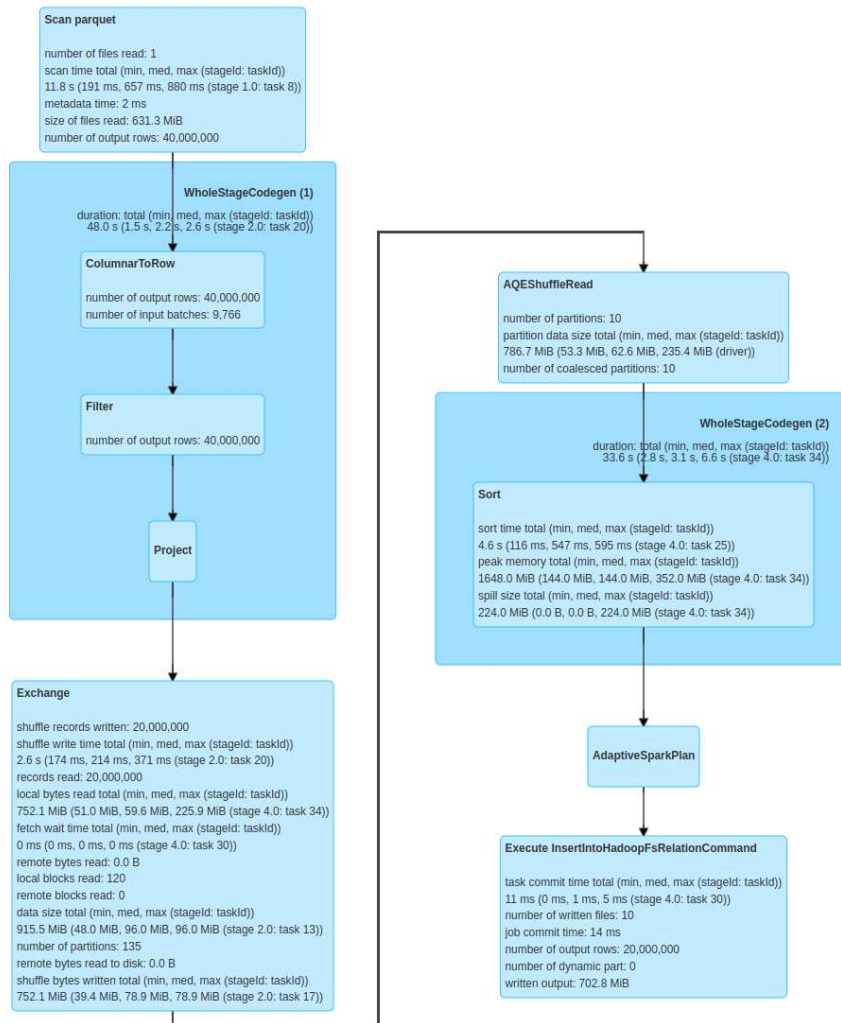 Scan parquet
number of files read: 1
scan time total (min, med, max (stageId: taskId))
11.8 s (191 ms, 657 ms, 880 ms (stage 1.0: task 8))
metadata time: 2 ms
size of files read: 631.3 MiB
number of output rows: 40,000,000
WholeStageCodegen (1)
duration: total (min, med, max (stageId: taskId))
48.0 s (1.5 s, 2.2 s, 2.6 s (stage 2.0: task 20))
ColumnarToRow
number of output rows: 40,000,000
number of input batches: 9,766
Filter
number of output rows: 40,000,000
Project
Exchange
shuffle records written: 20,000,000
shuffle write time total (min, med, max (stageId: taskId))
2.6 s (174 ms, 214 ms, 371 ms (stage 2.0: task 20))
records read: 20,000,000
local bytes read total (min, med, max (stageId: taskId))
752.1 MiB (51.0 MiB, 59.6 MiB, 225.9 MiB (stage 4.0: task 34))
fetch wait time total (min, med, max (stageId: taskId))
0 ms (0 ms, 0 ms, 0 ms (stage 4.0: task 30))
remote bytes read: 0.0 B
local blocks read: 120
remote blocks read: 0
data size total (min, med, max (stageId: taskId))
915.5 MiB (48.0 MiB, 96.0 MiB, 96.0 MiB (stage 2.0: task 13))
number of partitions: 135
remote bytes read to disk: 0.0 B
shuffle bytes written total (min, med, max (stageId: taskId))
752.1 MiB (39.4 MiB, 78.9 MiB, 78.9 MiB (stage 2.0: task 17))
AQEShuffleRead
number of partitions: 10
partition data size total (min, med, max (stageId: taskId))
786.7 MiB (53.3 MiB, 62.6 MiB, 235.4 MiB (driver))
number of coalesced partitions: 10
WholeStageCodegen (2)
duration: total (min, med, max (stageId: taskId))
33.6 s (2.8 s, 3.1 s, 6.6 s (stage 4.0: task 34))
Sort
sort time total (min, med, max (stageId: taskId))
4.6 s (116 ms, 547 ms, 595 ms (stage 4.0: task 25))
peak memory total (min, med, max (stageId: taskId))
1648.0 MiB (144.0 MiB, 144.0 MiB, 352.0 MiB (stage 4.0: task 34))
spill size total (min, med, max (stageId: taskId))
224.0 MiB (0.0 B, 0.0 B, 224.0 MiB (stage 4.0: task 34))
AdaptiveSparkPlan
Execute InsertIntoHadoopFsRelationCommand
task commit time total (min, med, max (stageId: taskId))
11 ms (0 ms, 1 ms, 5 ms (stage 4.0: task 30))
number of written files: 10
job commit time: 14 ms
number of output rows: 20,000,000
number of dynamic part: 0
written output: 702.8 MiB